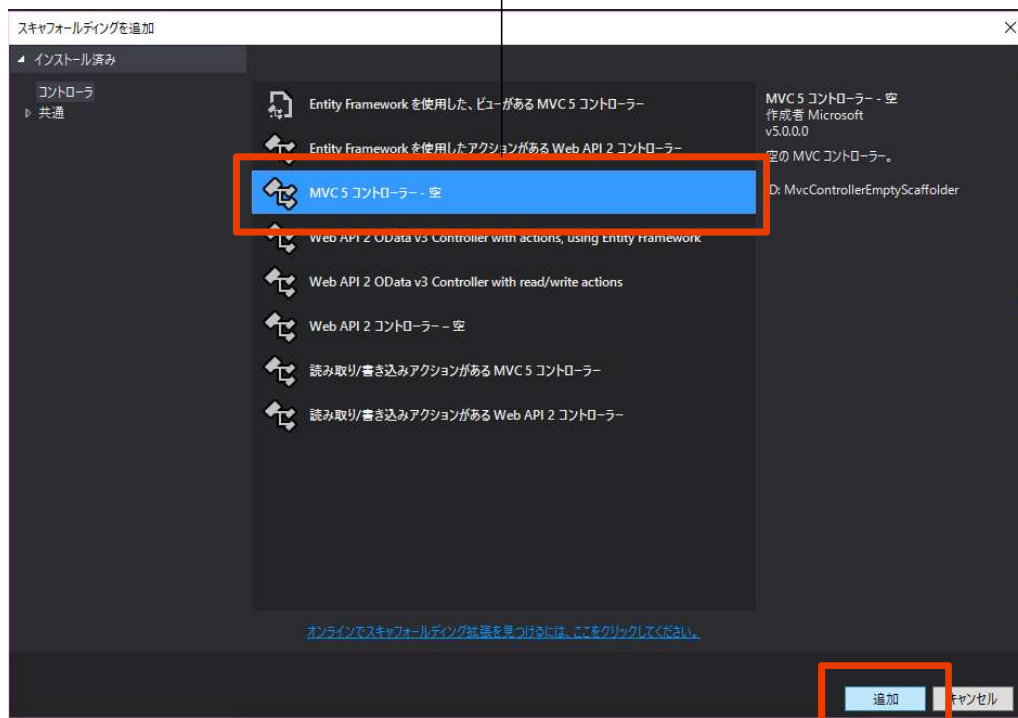 スキャフォールディングを追加
インストール済み
コントローラ
共通
Entity Framework を使用した、ビューがある MVC 5 コントローラー
Entity Framework を使用したアクションがある Web API 2 コントローラー
MVC 5 コントローラー - 空
Web API 2 OData v3 Controller with actions, using Entity Framework
Web API 2 OData v3 Controller with read/write actions
Web API 2 コントローラー – 空
読み取り/書き込みアクションがある MVC 5 コントローラー
読み取り/書き込みアクションがある Web API 2 コントローラー
オンラインでスキャフォールディング拡張を見つけるには、ここをクリックしてください。
MVC 5 コントローラー - 空
作成者 Microsoft
v5.0.0.0
空の MVC コントローラー。
D: MvcControllerEmptyScaffolder
追加
キャンセル